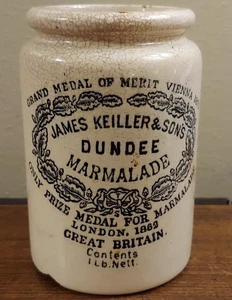 GRAND MEDAL OF MERIT VIENNA
JAMES KEILLER & SONS
DUNDEE
MARMALADE
ONLY PRIZE MEDAL FOR MARMALADE
LONDON, 1862
GREAT BRITAIN.
Contents
1 Lb. Nett.